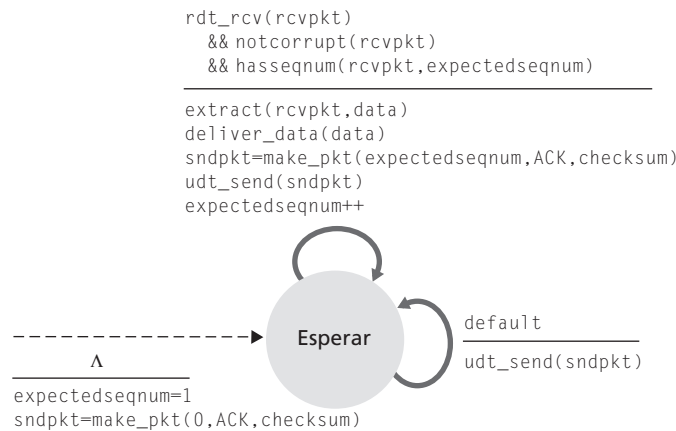 rdt_rcv(rcvpkt)
&& notcorrupt(rcvpkt)
&& hasseqnum(rcvpkt,expectedseqnum)
extract(rcvpkt,data)
deliver_data(data)
sndpkt=make_pkt(expectedseqnum,ACK,checksum)
udt_send(sndpkt)
expectedseqnum++
Esperar
default
udt_send(sndpkt)
Λ
expectedseqnum=1
sndpkt=make_pkt(0,ACK,checksum)